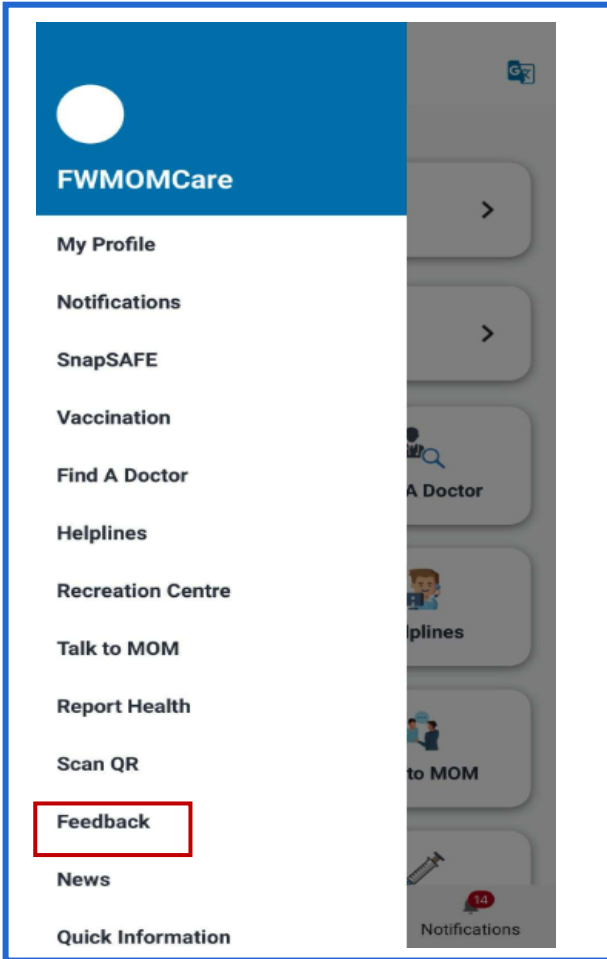 FWMOMCare
My Profile
Notifications
SnapSAFE
Vaccination
Find A Doctor
Helplines
Recreation Centre
Talk to MOM
Report Health
Scan QR
Feedback
News
Quick Information
A Doctor
lplines
to MOM
14
Notifications